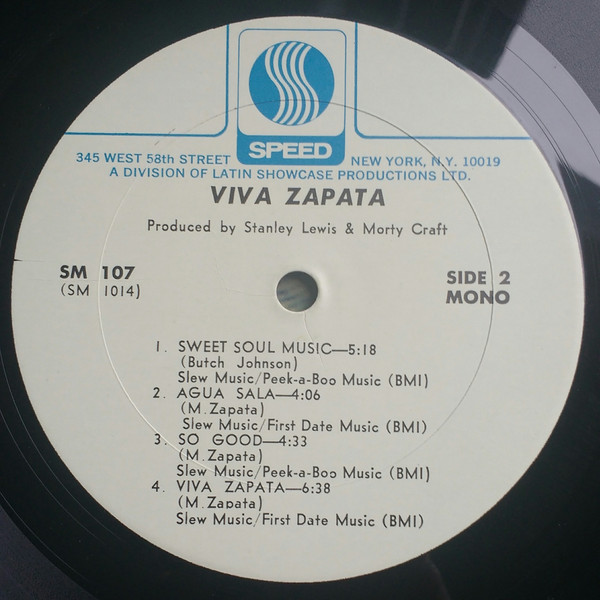 SPEED
345 WEST 58th STREET NEW YORK, N.Y. 10019
A DIVISION OF LATIN SHOWCASE PRODUCTIONS LTD.
VIVA ZAPATA
Produced by Stanley Lewis & Morty Craft
SM 107
(SM 1014)
SIDE 2
MONO
1. SWEET SOUL MUSIC—5:18
(Butch Johnson)
Slew Music/Peek-a-Boo Music (BMI)
2. AGUA SALA—4:06
(M.Zapata)
Slew Music/First Date Music (BMI)
3. SO GOOD—4:33
(M.Zapata)
Slew Music/Peek-a-Boo Music (BMI)
4. VIVA ZAPATA—6:38
(M.Zapata)
Slew Music/First Date Music (BMI)